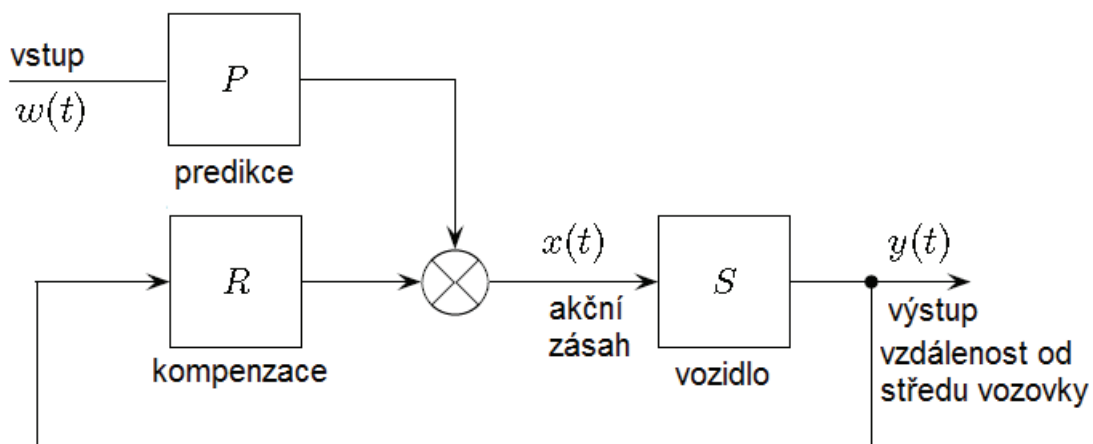 vstup
w(t)
P
predikce
R
kompenzace
x(t)
akční
zásah
S
vozidlo
y(t)
výstup
vzdálenost od
středu vozovky